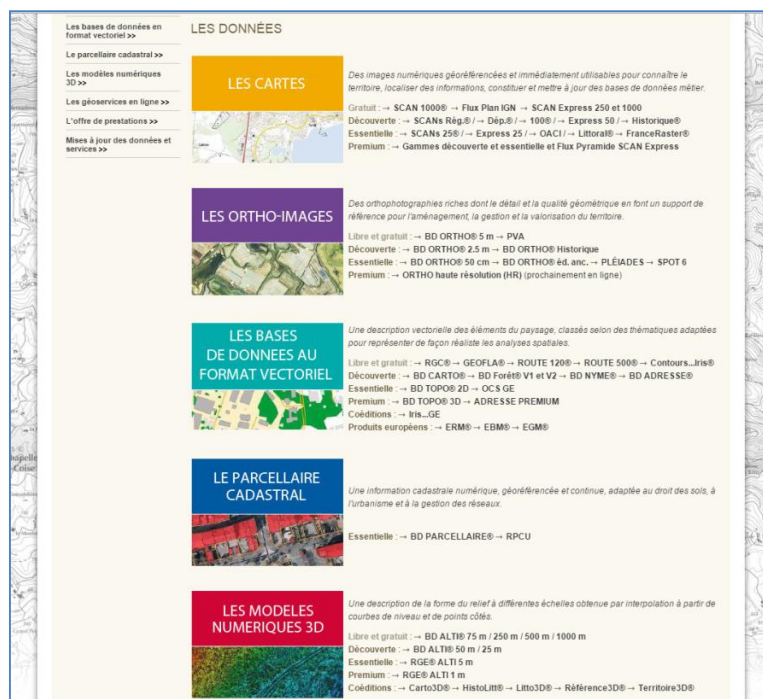 Les bases de données en
format vectoriel >>
Le parcellaire cadastral >>
Les modèles numériques
3D >>
Les géoservices en ligne >>
L'offre de prestations >>
Mises à jour des données et
services >>
LES DONNÉES
LES CARTES
Des images numériques géoréférencées et immédiatement utilisables pour connaître le
territoire, localiser des informations, constituer et mettre à jour des bases de données métier.
Gratuit : → SCAN 1000® → Flux Plan IGN → SCAN Express 250 et 1000
Découverte : → SCANs Rég.® / → Dép.® / → 100® / → Express 50 / → Historique®
Essentielle : → SCANs 25® / → Express 25 / → OACI / → Littoral® → FranceRaster®
Premium : → Gammes découverte et essentielle et Flux Pyramide SCAN Express
LES ORTHO-IMAGES
Des orthophotographies riches dont le détail et la qualité géométrique en font un support de
référence pour l'aménagement, la gestion et la valorisation du territoire.
Libre et gratuit : → BD ORTHO® 5 m → PVA
Découverte : → BD ORTHO® 2.5 m → BD ORTHO® Historique
Essentielle : → BD ORTHO® 50 cm → BD ORTHO® éd. anc. → PLÉIADES → SPOT 6
Premium : → ORTHO haute résolution (HR) (prochainement en ligne)
LES BASES
DE DONNEES AU
FORMAT VECTORIEL
Une description vectorielle des éléments du paysage, classés selon des thématiques adaptées
pour représenter de façon réaliste les analyses spatiales.
Libre et gratuit : → RGC® → GEOFLA® → ROUTE 120® → ROUTE 500® → Contours...Iris®
Découverte : → BD CARTO® → BD Forêt® V1 et V2 → BD NYME® → BD ADRESSE®
Essentielle : → BD TOPO® 2D → OCS GE
Premium : → BD TOPO® 3D → ADRESSE PREMIUM
Coéditions : → Iris...GE
Produits européens : → ERM® → EBM® → EGM®
LE PARCELLAIRE
CADASTRAL
Une information cadastrale numérique, géoréférencée et continue, adaptée au droit des sols, à
l'urbanisme et à la gestion des réseaux.
Essentielle : → BD PARCELLAIRE® → RPCU
LES MODELES
NUMERIQUES 3D
Une description de la forme du relief à différentes échelles obtenue par interpolation à partir de
courbes de niveau et de points côtés.
Libre et gratuit : → BD ALTI® 75 m / 250 m / 500 m / 1000 m
Découverte : → BD ALTI® 50 m / 25 m
Essentielle : → RGE® ALTI 5 m
Premium : → RGE® ALTI 1 m
Coéditions : → Carto3D® → HistoLitt® → Litto3D® → Référence3D® → Territoire3D®